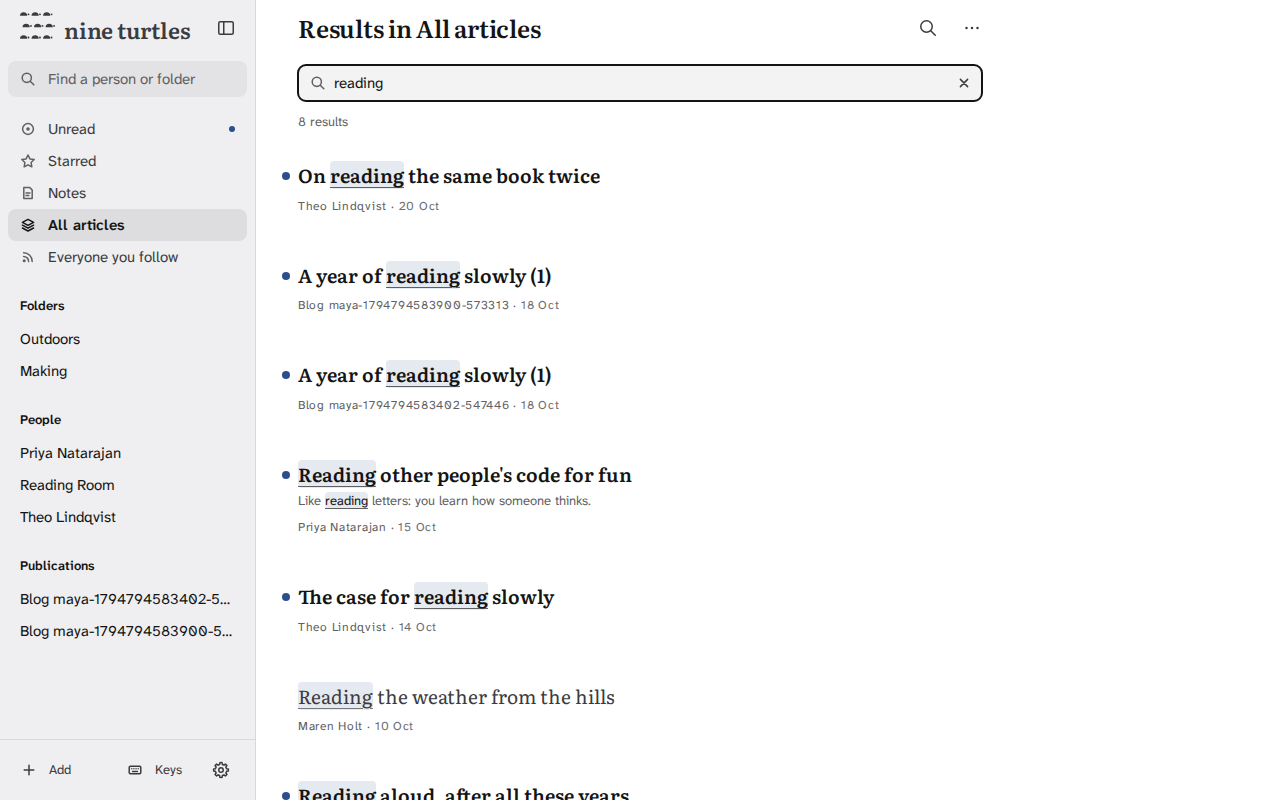 nine turtles
Find a person or folder
Unread
Starred
Notes
All articles
Everyone you follow
Folders
Outdoors
Making
People
Priya Natarajan
Reading Room
Theo Lindqvist
Publications
Blog maya-1794794583402-5...
Blog maya-1794794583900-5...
Add
Keys
Results in All articles
reading
8 results
On reading the same book twice
Theo Lindqvist · 20 Oct
A year of reading slowly (1)
Blog maya-1794794583900-573313 · 18 Oct
A year of reading slowly (1)
Blog maya-1794794583402-547446 · 18 Oct
Reading other people's code for fun
Like reading letters: you learn how someone thinks.
Priya Natarajan · 15 Oct
The case for reading slowly
Theo Lindqvist · 14 Oct
Reading the weather from the hills
Maren Holt · 10 Oct
Reading aloud, after all these years